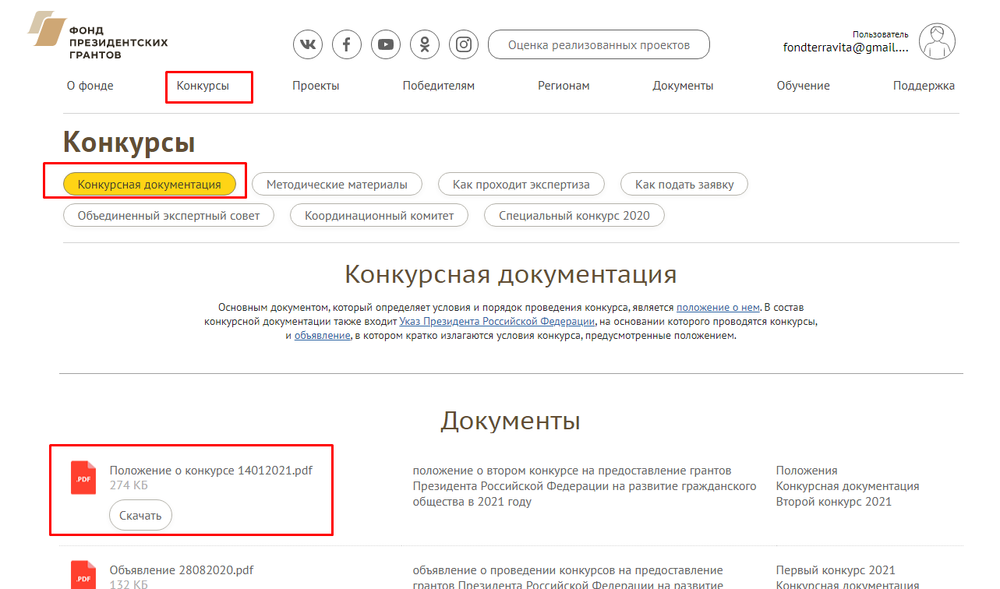 ФОНД
ПРЕЗИДЕНТСКИХ
ГРАНТОВ
Оценка реализованных проектов
Пользователь
fondterravita@gmail....
О фонде Конкурсы Проекты Победителям Регионам Документы Обучение Поддержка
Конкурсы
Конкурсная документация Методические материалы Как проходит экспертиза Как подать заявку
Объединенный экспертный совет Координационный комитет Специальный конкурс 2020
Конкурсная документация
Основным документом, который определяет условия и порядок проведения конкурса, является положение о нем. В состав
конкурсной документации также входит Указ Президента Российской Федерации, на основании которого проводятся конкурсы,
и объявление, в котором кратко излагаются условия конкурса, предусмотренные положением.
Документы
.PDF
Положение о конкурсе 14012021.pdf
274 КБ
Скачать
положение о втором конкурсе на предоставление грантов
Президента Российской Федерации на развитие гражданского
общества в 2021 году
Положения
Конкурсная документация
Второй конкурс 2021
.PDF
Объявление 28082020.pdf
132 КБ
объявление о проведении конкурсов на предоставление
грантов Президента Российской Федерации на развитие
Первый конкурс 2021
Конкурсная документация